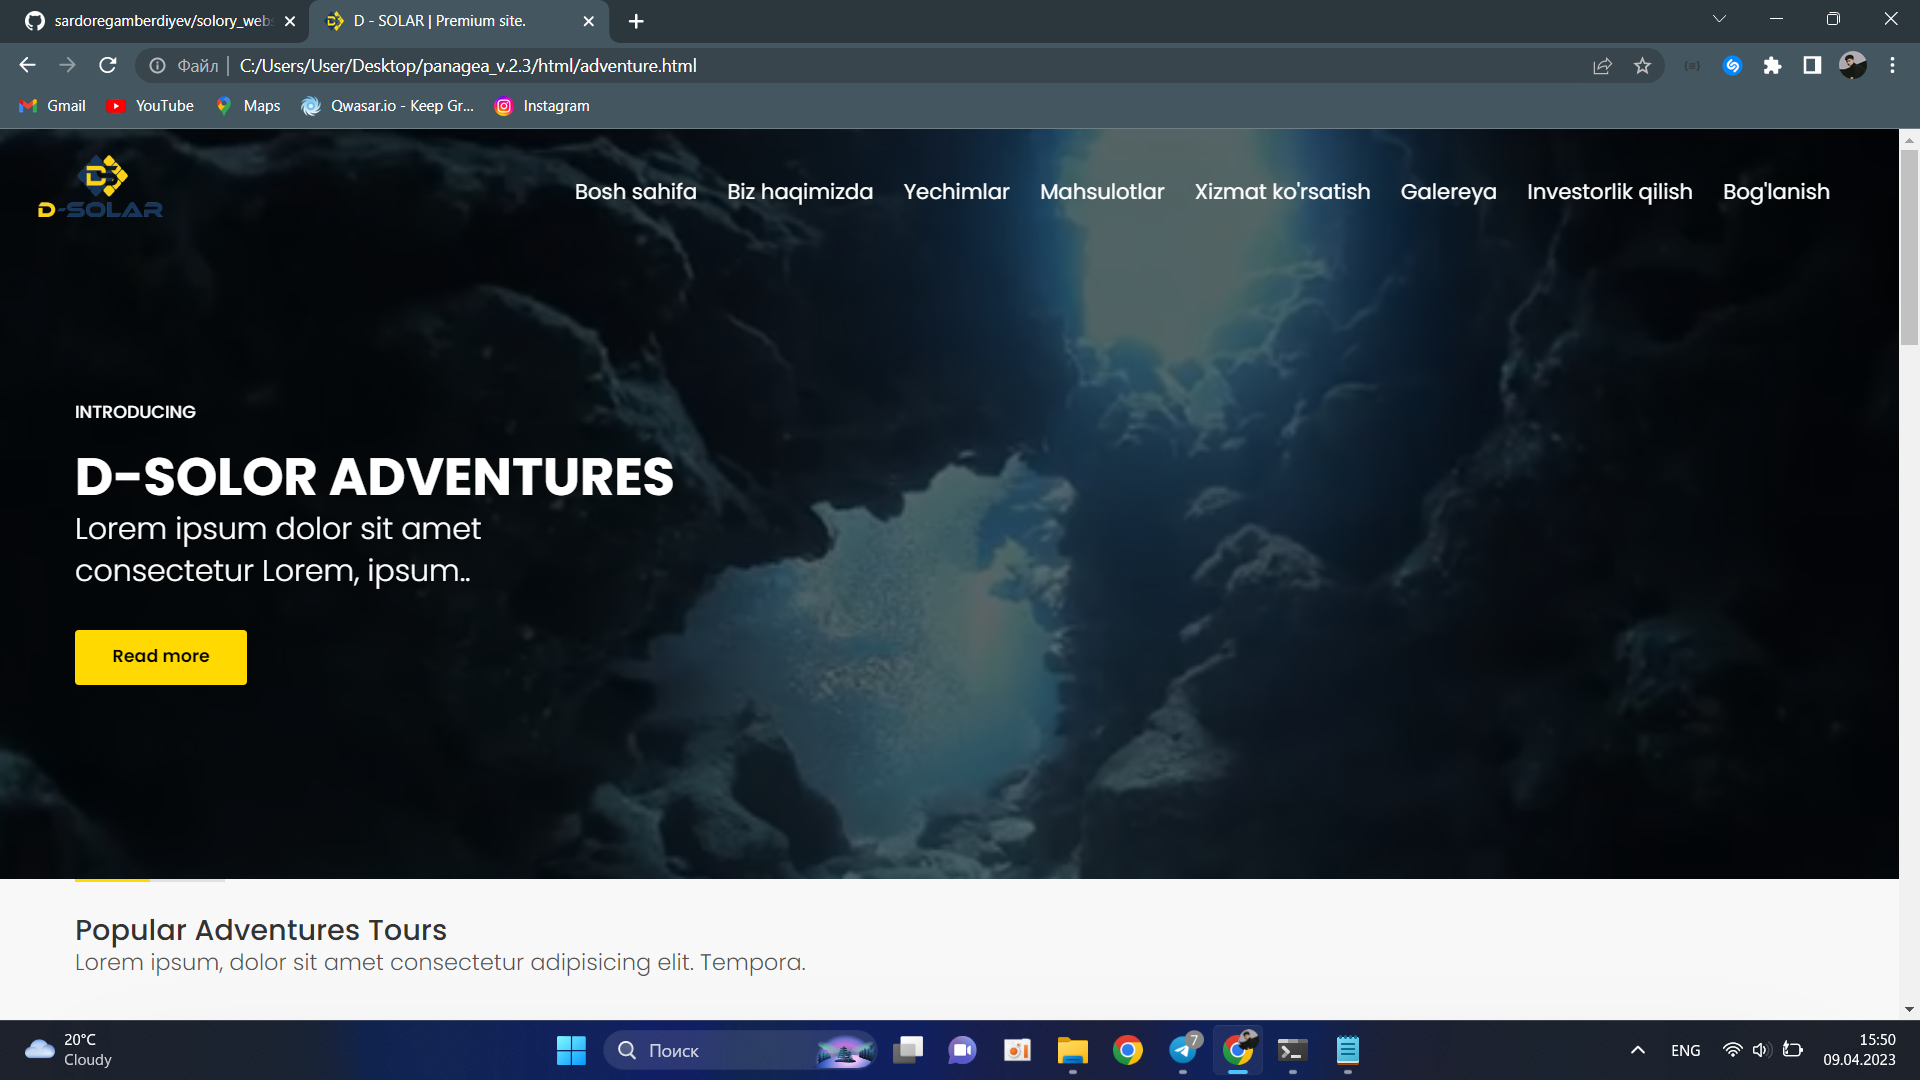 sardoregamberdiyev/solory_webs
D - SOLAR | Premium site.
Файл
C:/Users/User/Desktop/panagea_v.2.3/html/adventure.html
Gmail
YouTube
Maps
Qwasar.io - Keep Gr...
Instagram
D-SOLAR
Bosh sahifa
Biz haqimizda
Yechimlar
Mahsulotlar
Xizmat ko'rsatish
Galereya
Investorlik qilish
Bog'lanish
INTRODUCING
D-SOLOR ADVENTURES
Lorem ipsum dolor sit amet
consectetur Lorem, ipsum..
Read more
Popular Adventures Tours
Lorem ipsum, dolor sit amet consectetur adipisicing elit. Tempora.
20°C
Cloudy
Поиск
7
ENG
15:50
09.04.2023